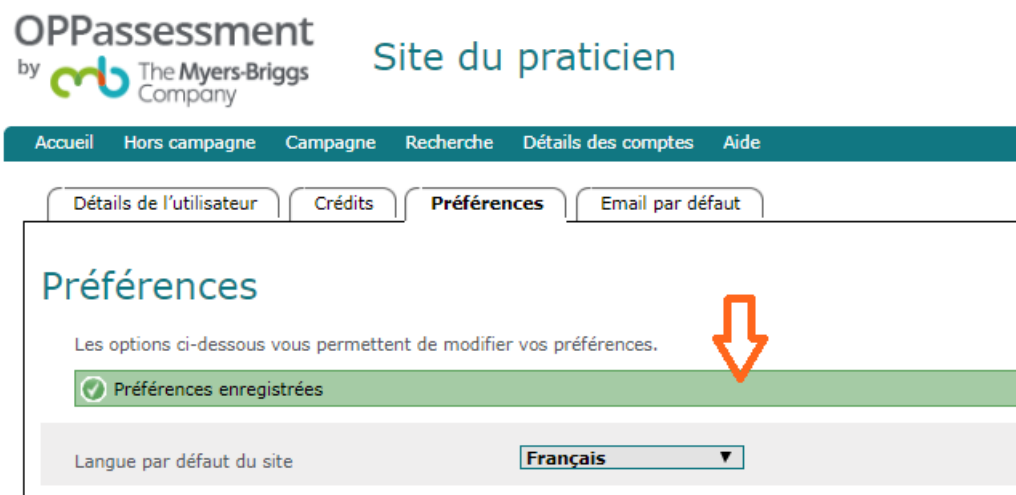 OPPassessment
by The Myers-Briggs
Company
Site du praticien
Accueil Hors campagne Campagne Recherche Détails des comptes Aide
Détails de l'utilisateur Crédits Préférences Email par défaut
Préférences
Les options ci-dessous vous permettent de modifier vos préférences.
Préférences enregistrées
Langue par défaut du site Français